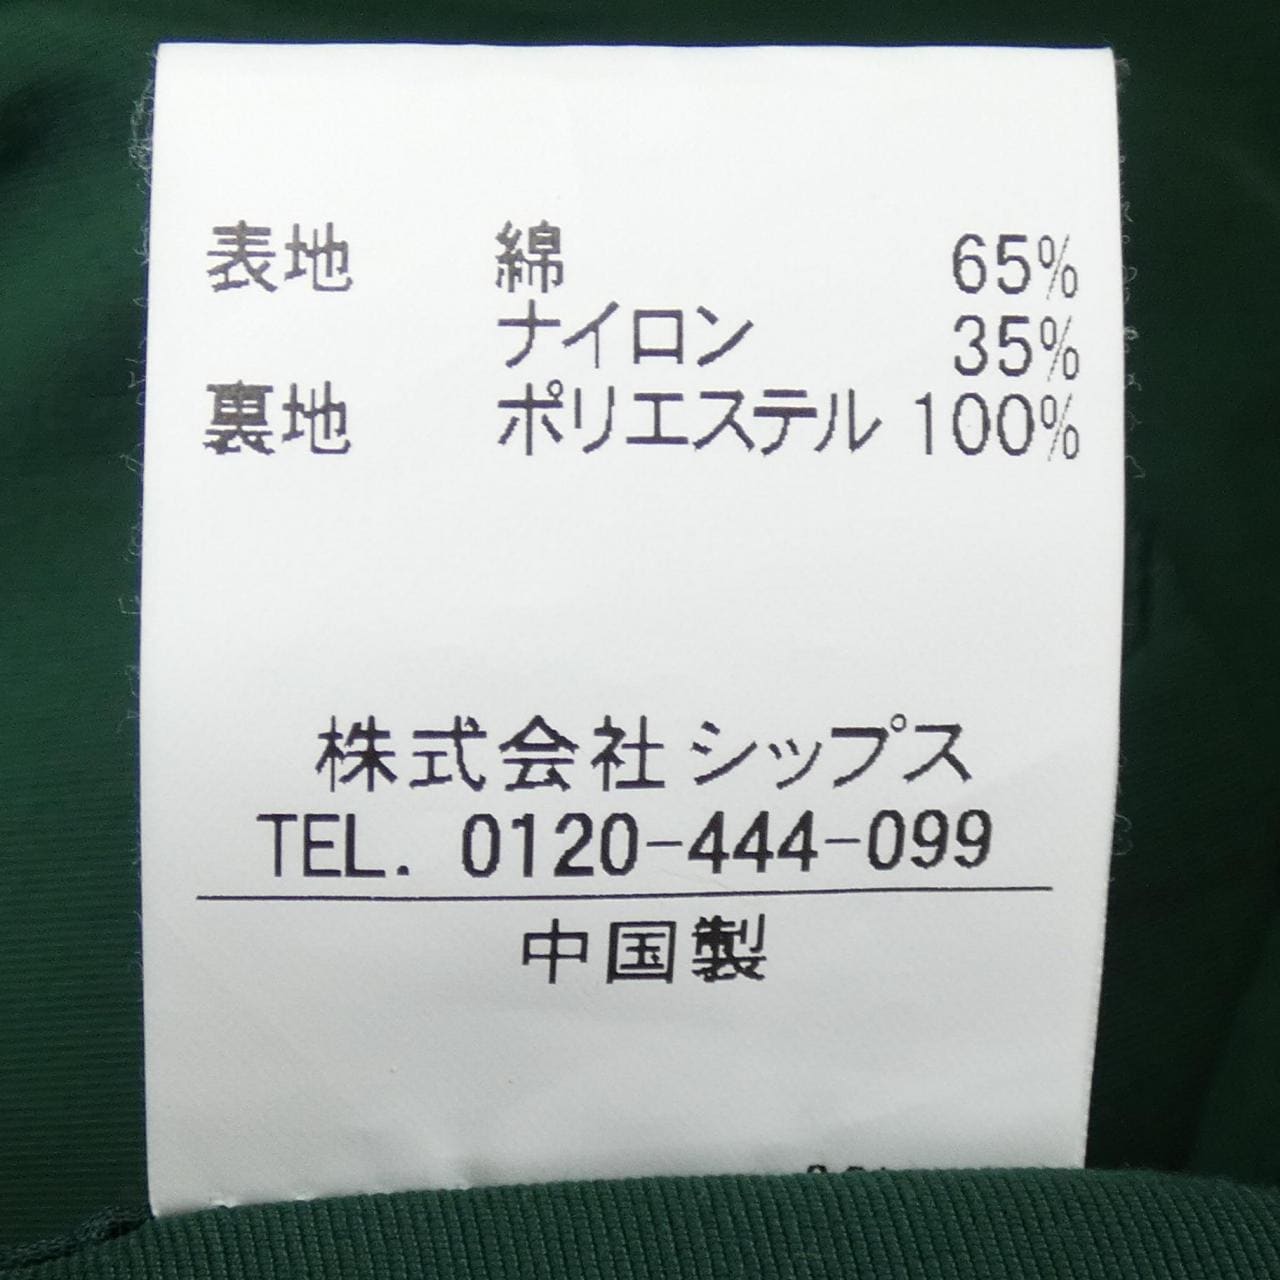 表地 綿 65%
ナイロン 35%
裏地 ポリエステル 100%
株式会社シップス
TEL. 0120-444-099
中国製